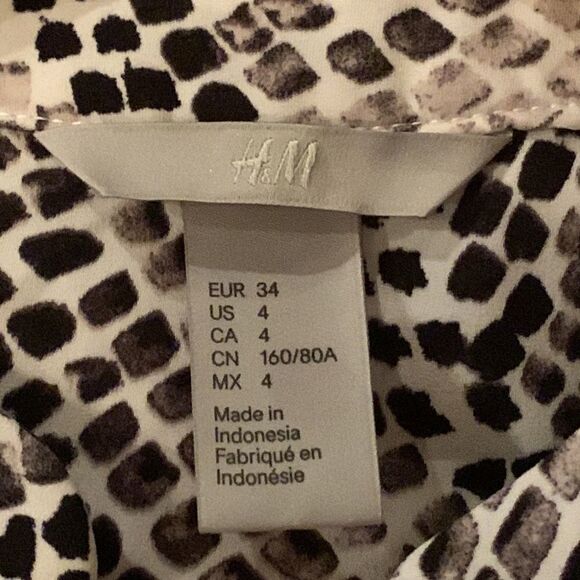 H&M
EUR 34
US 4
CA 4
CN 160/80A
MX 4
Made in
Indonesia
Fabriqué en
Indonésie